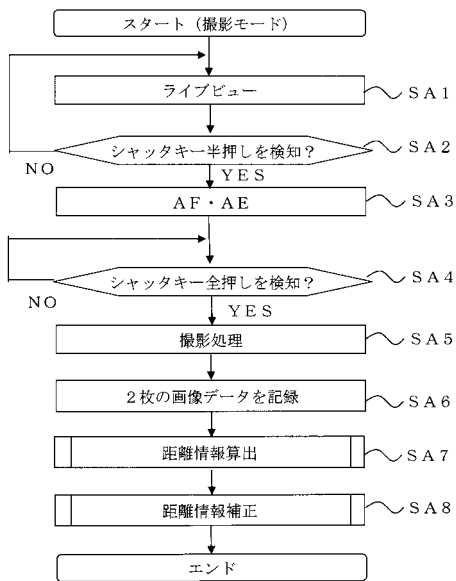 スタート（撮影モード）
ライブビュー
ＳＡ１
シャッタキー半押しを検知？
ＳＡ２
ＮＯ
ＹＥＳ
ＡＦ・ＡＥ
ＳＡ３
シャッタキー全押しを検知？
ＳＡ４
ＮＯ
ＹＥＳ
撮影処理
ＳＡ５
２枚の画像データを記録
ＳＡ６
距離情報算出
ＳＡ７
距離情報補正
ＳＡ８
エンド